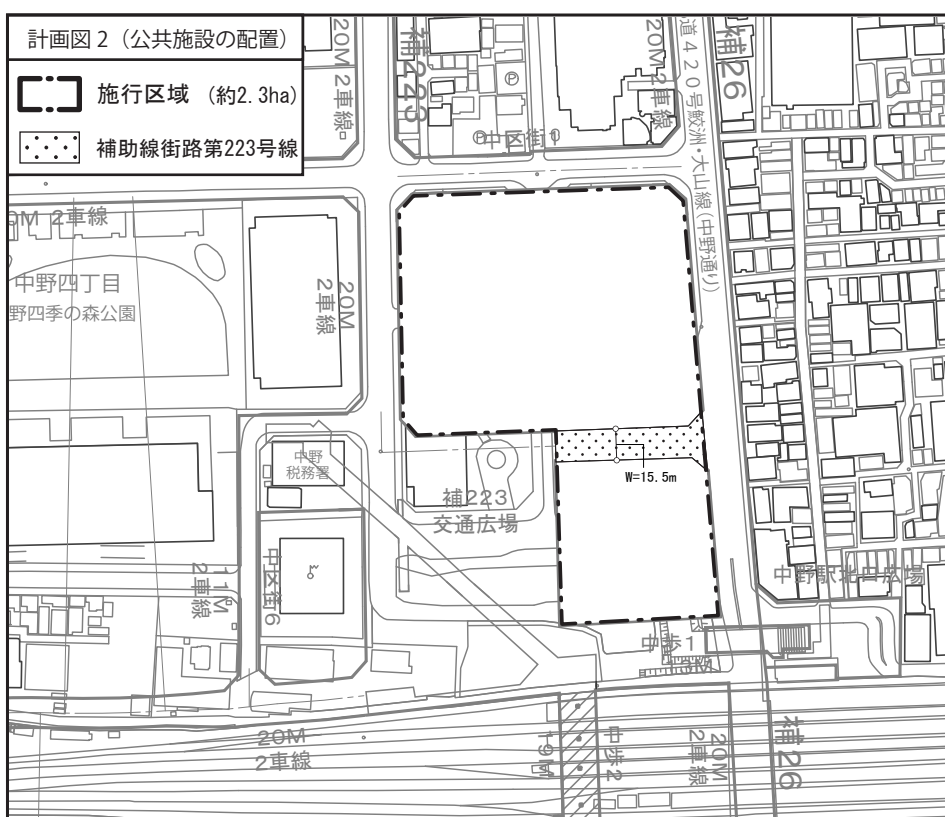 計画図2（公共施設の配置）
施行区域 （約2.3ha）
補助線街路第223号線
20M 2車線
補223
20M 2車線
道420号鮫洲・大山線（中野通り）
補26
中区街1
0M 2車線
中野四丁目
野四季の森公園
20M
2車線
中野
税務署
補223
交通広場
W=15.5m
中区街6
11M
2車線
中野駅北口広場
中歩1
13M
20M
2車線
19M
中歩2
20M
2車線
補26